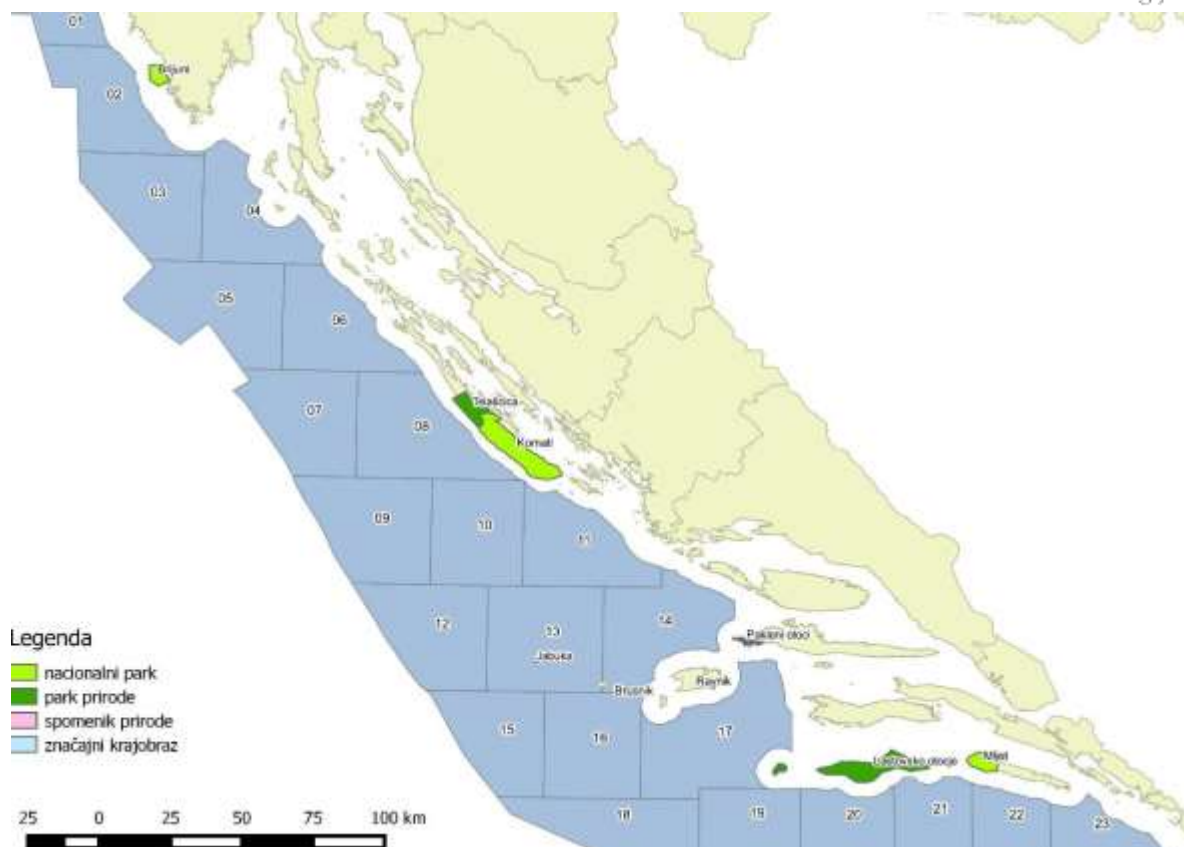 01
Brijuni
02
03
04
05
06
07
08
Telašćica
Kornati
09
10
11
12
13
Jabuka
14
Pakleni otoci
Brusnik
Ravnik
15
16
17
Lastovsko otočje
Mljet
18
19
20
21
22
23
Legenda
nacionalni park
park prirode
spomenik prirode
značajni krajobraz
25 0 25 50 75 100 km